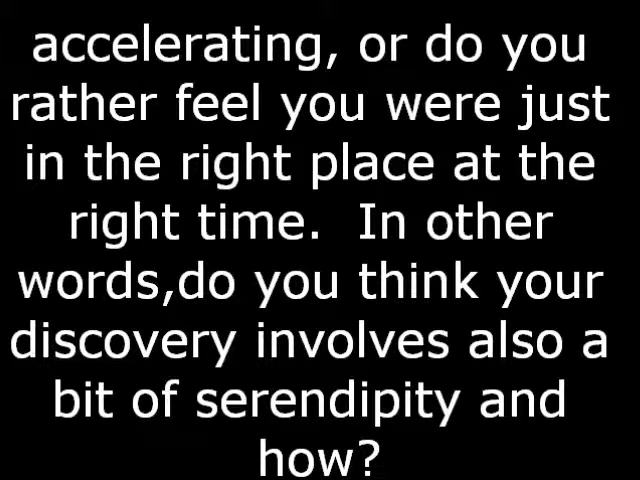 accelerating, or do you
rather feel you were just
in the right place at the
right time.  In other
words,do you think your
discovery involves also a
bit of serendipity and
how?